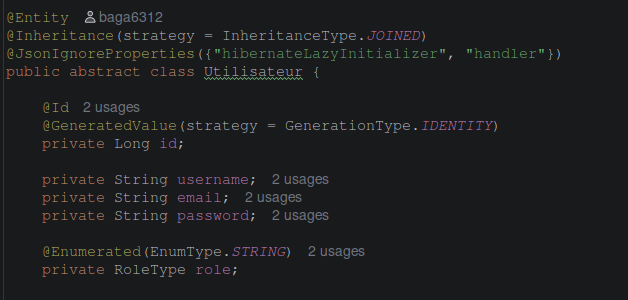 @Entity baga6312
@Inheritance(strategy = InheritanceType.JOINED)
@JsonIgnoreProperties({"hibernateLazyInitializer", "handler"})
public abstract class Utilisateur {
@Id 2 usages
@GeneratedValue(strategy = GenerationType.IDENTITY)
private Long id;
private String username; 2 usages
private String email; 2 usages
private String password; 2 usages
@Enumerated(EnumType.STRING) 2 usages
private RoleType role;